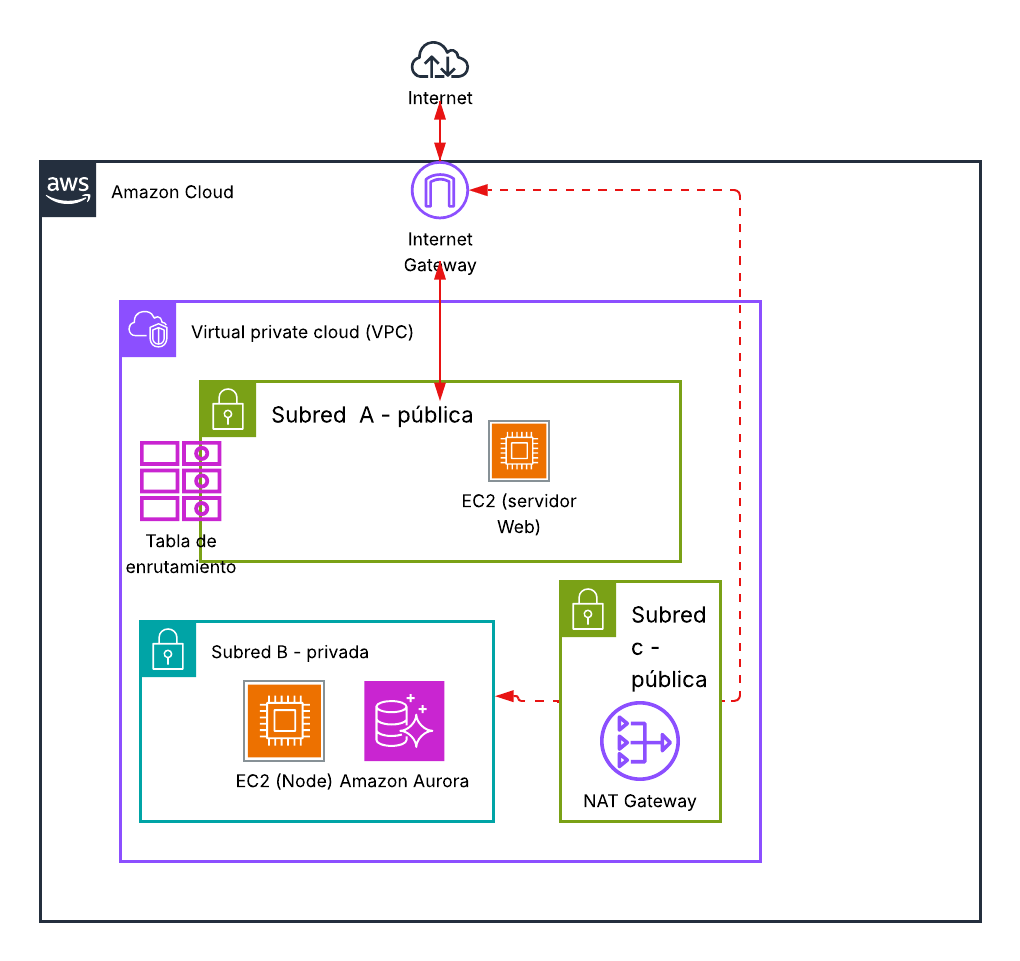 Internet
aws
Amazon Cloud
Internet
Gateway
Virtual private cloud (VPC)
Subred A - pública
EC2 (servidor
Web)
Tabla de
enrutamiento
Subred
c -
pública
Subred B - privada
EC2 (Node)
Amazon Aurora
NAT Gateway